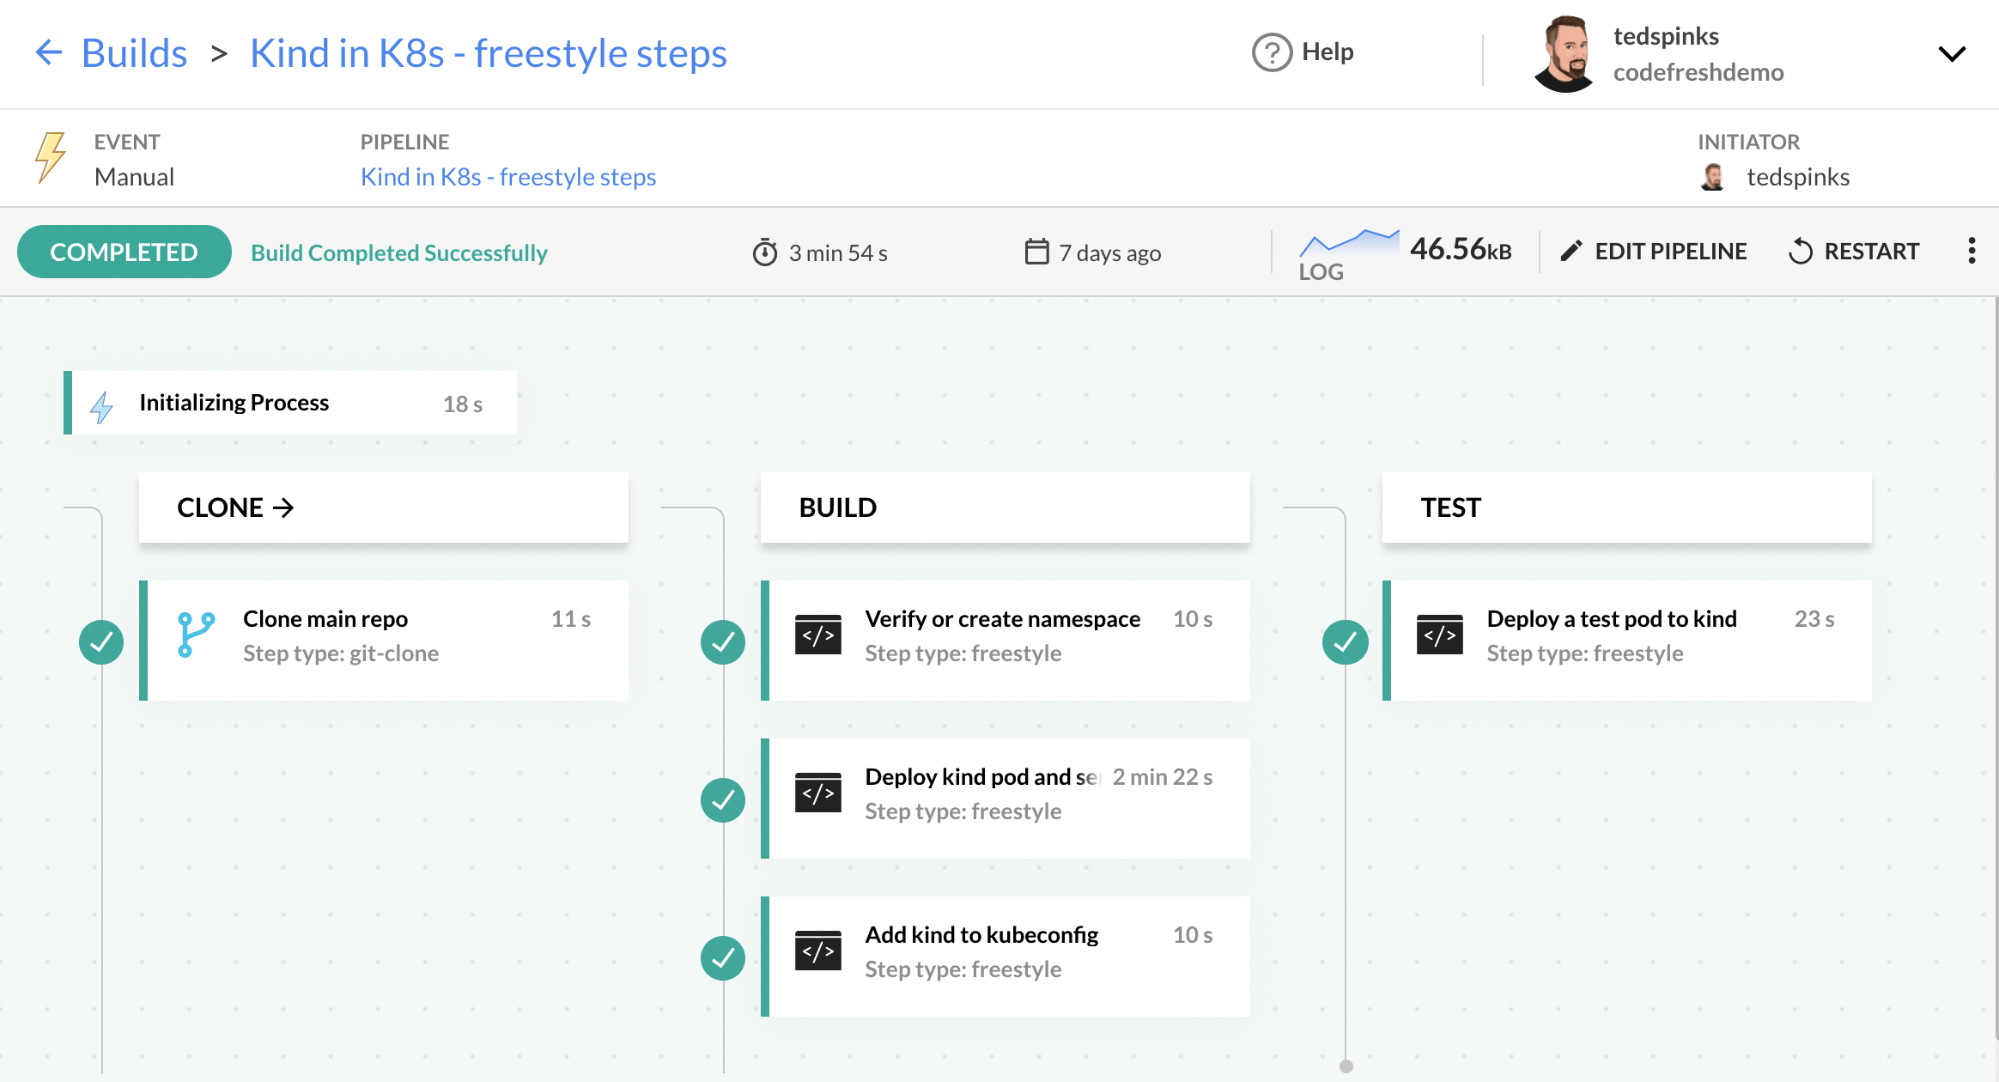 Builds > Kind in K8s - freestyle steps
Help
tedspinks
codefreshdemo
EVENT
Manual
PIPELINE
Kind in K8s - freestyle steps
INITIATOR
tedspinks
COMPLETED
Build Completed Successfully
3 min 54 s
7 days ago
LOG
46.56kB
EDIT PIPELINE
RESTART
Initializing Process 18 s
CLONE →
Clone main repo 11 s
Step type: git-clone
BUILD
Verify or create namespace 10 s
Step type: freestyle
</> 
Deploy kind pod and se 2 min 22 s
Step type: freestyle
</>
Add kind to kubeconfig 10 s
Step type: freestyle
</>
TEST
Deploy a test pod to kind 23 s
Step type: freestyle
</>